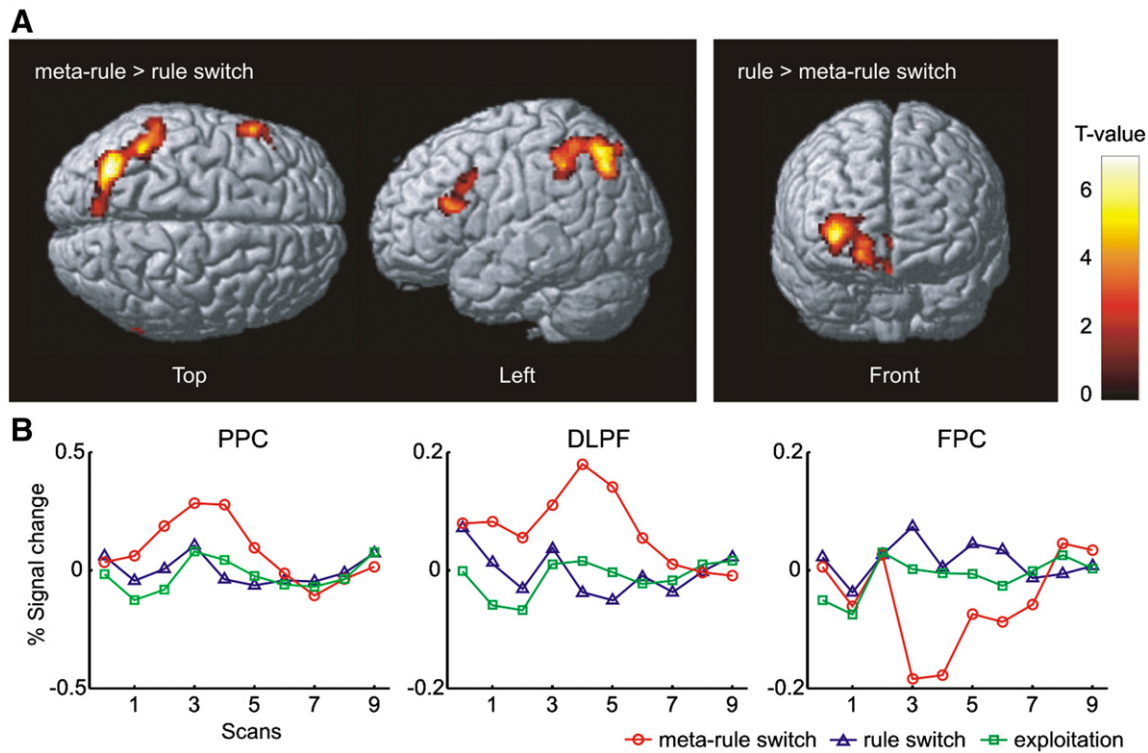 A
meta-rule > rule switch
rule > meta-rule switch
T-value
6
4
2
0
Top
Left
Front
B
PPC
DLPF
FPC
% Signal change
0.5
0
-0.5
0.2
0
-0.2
0.2
0
-0.2
1 3 5 7 9
1 3 5 7 9
1 3 5 7 9
Scans
meta-rule switch
rule switch
exploitation